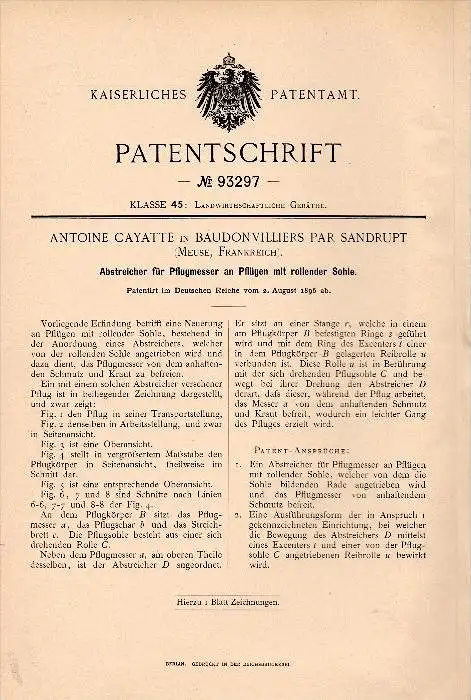 KAISERLICHES PATENTAMT.
PATENTSCHRIFT
— № 93297 —
KLASSE 45: LANDWIRTHSCHAFTLICHE GERÄTHE.
ANTOINE CAYATTE IN BAUDONVILLIERS PAR SANDRUPT
(MEUSE, FRANKREICH).
Abstreicher für Pflugmesser an Pflügen mit rollender Sohle.
Patentirt im Deutschen Reiche vom 2. August 1896 ab.
Vorliegende Erfindung betrifft eine Neuerung
an Pflügen mit rollender Sohle, bestehend in
der Anordnung eines Abstreichers, welcher
von der rollenden Sohle angetrieben wird und
dazu dient, das Pflugmesser von dem anhaften-
den Schmutz und Kraut zu befreien.
Ein mit einem solchen Abstreicher versehener
Pflug ist in beiliegender Zeichnung dargestellt,
und zwar zeigt:
Fig. 1 den Pflug in seiner Transportstellung,
Fig. 2 denselben in Arbeitsstellung, und zwar
in Seitenansicht.
Fig. 3 ist eine Oberansicht.
Fig. 4 stellt in vergrößertem Maßstabe den
Pflugkörper in Seitenansicht, theilweise im
Schnitt dar.
Fig. 5 ist eine entsprechende Oberansicht.
Fig. 6, 7 und 8 sind Schnitte nach Linien
6-6, 7-7 und 8-8 der Fig. 4.
An dem Pflugkörper B sitzt das Pflug-
messer a, das Pflugschar b und das Streich-
brett c. Die Pflugsohle besteht aus einer sich
drehenden Rolle C.
Neben dem Pflugmesser a, am oberen Theile
desselben, ist der Abstreicher D angeordnet.
Er sitzt an einer Stange r, welche in einem
am Pflugkörper B befestigten Ringe s geführt
wird und mit dem Ring des Excenters t einer
in dem Pflugkörper B gelagerten Reibrolle u
verbunden ist. Diese Rolle u ist in Berührung
mit der sich drehenden Pflugsohle C und be-
wegt bei ihrer Drehung den Abstreicher D
derart, daß dieser, während der Pflug arbeitet,
das Messer a von dem anhaftenden Schmutz
und Kraut befreit, wodurch ein leichter Gang
des Pfluges erzielt wird.
PATENT-ANSPRÜCHE:
1. Ein Abstreicher für Pflugmesser an Pflügen
mit rollender Sohle, welcher von dem die
Sohle bildenden Rade angetrieben wird
und das Pflugmesser von anhaftendem
Schmutz befreit.
2. Eine Ausführungsform der in Anspruch 1
gekennzeichneten Einrichtung, bei welcher
die Bewegung des Abstreichers D mittelst
eines Excenters t und einer von der Pflug-
sohle C angetriebenen Reibrolle u bewirkt
wird.
Hierzu 1 Blatt Zeichnungen.
BERLIN. GEDRUCKT IN DER REICHSDRUCKEREI